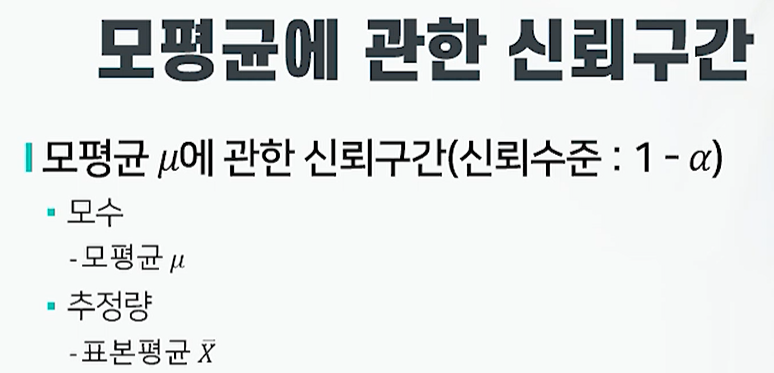 모평균에 관한 신뢰구간
모평균 μ에 관한 신뢰구간(신뢰수준 : 1 - α)
▪ 모수
- 모평균 μ
▪ 추정량
- 표본평균 X̄